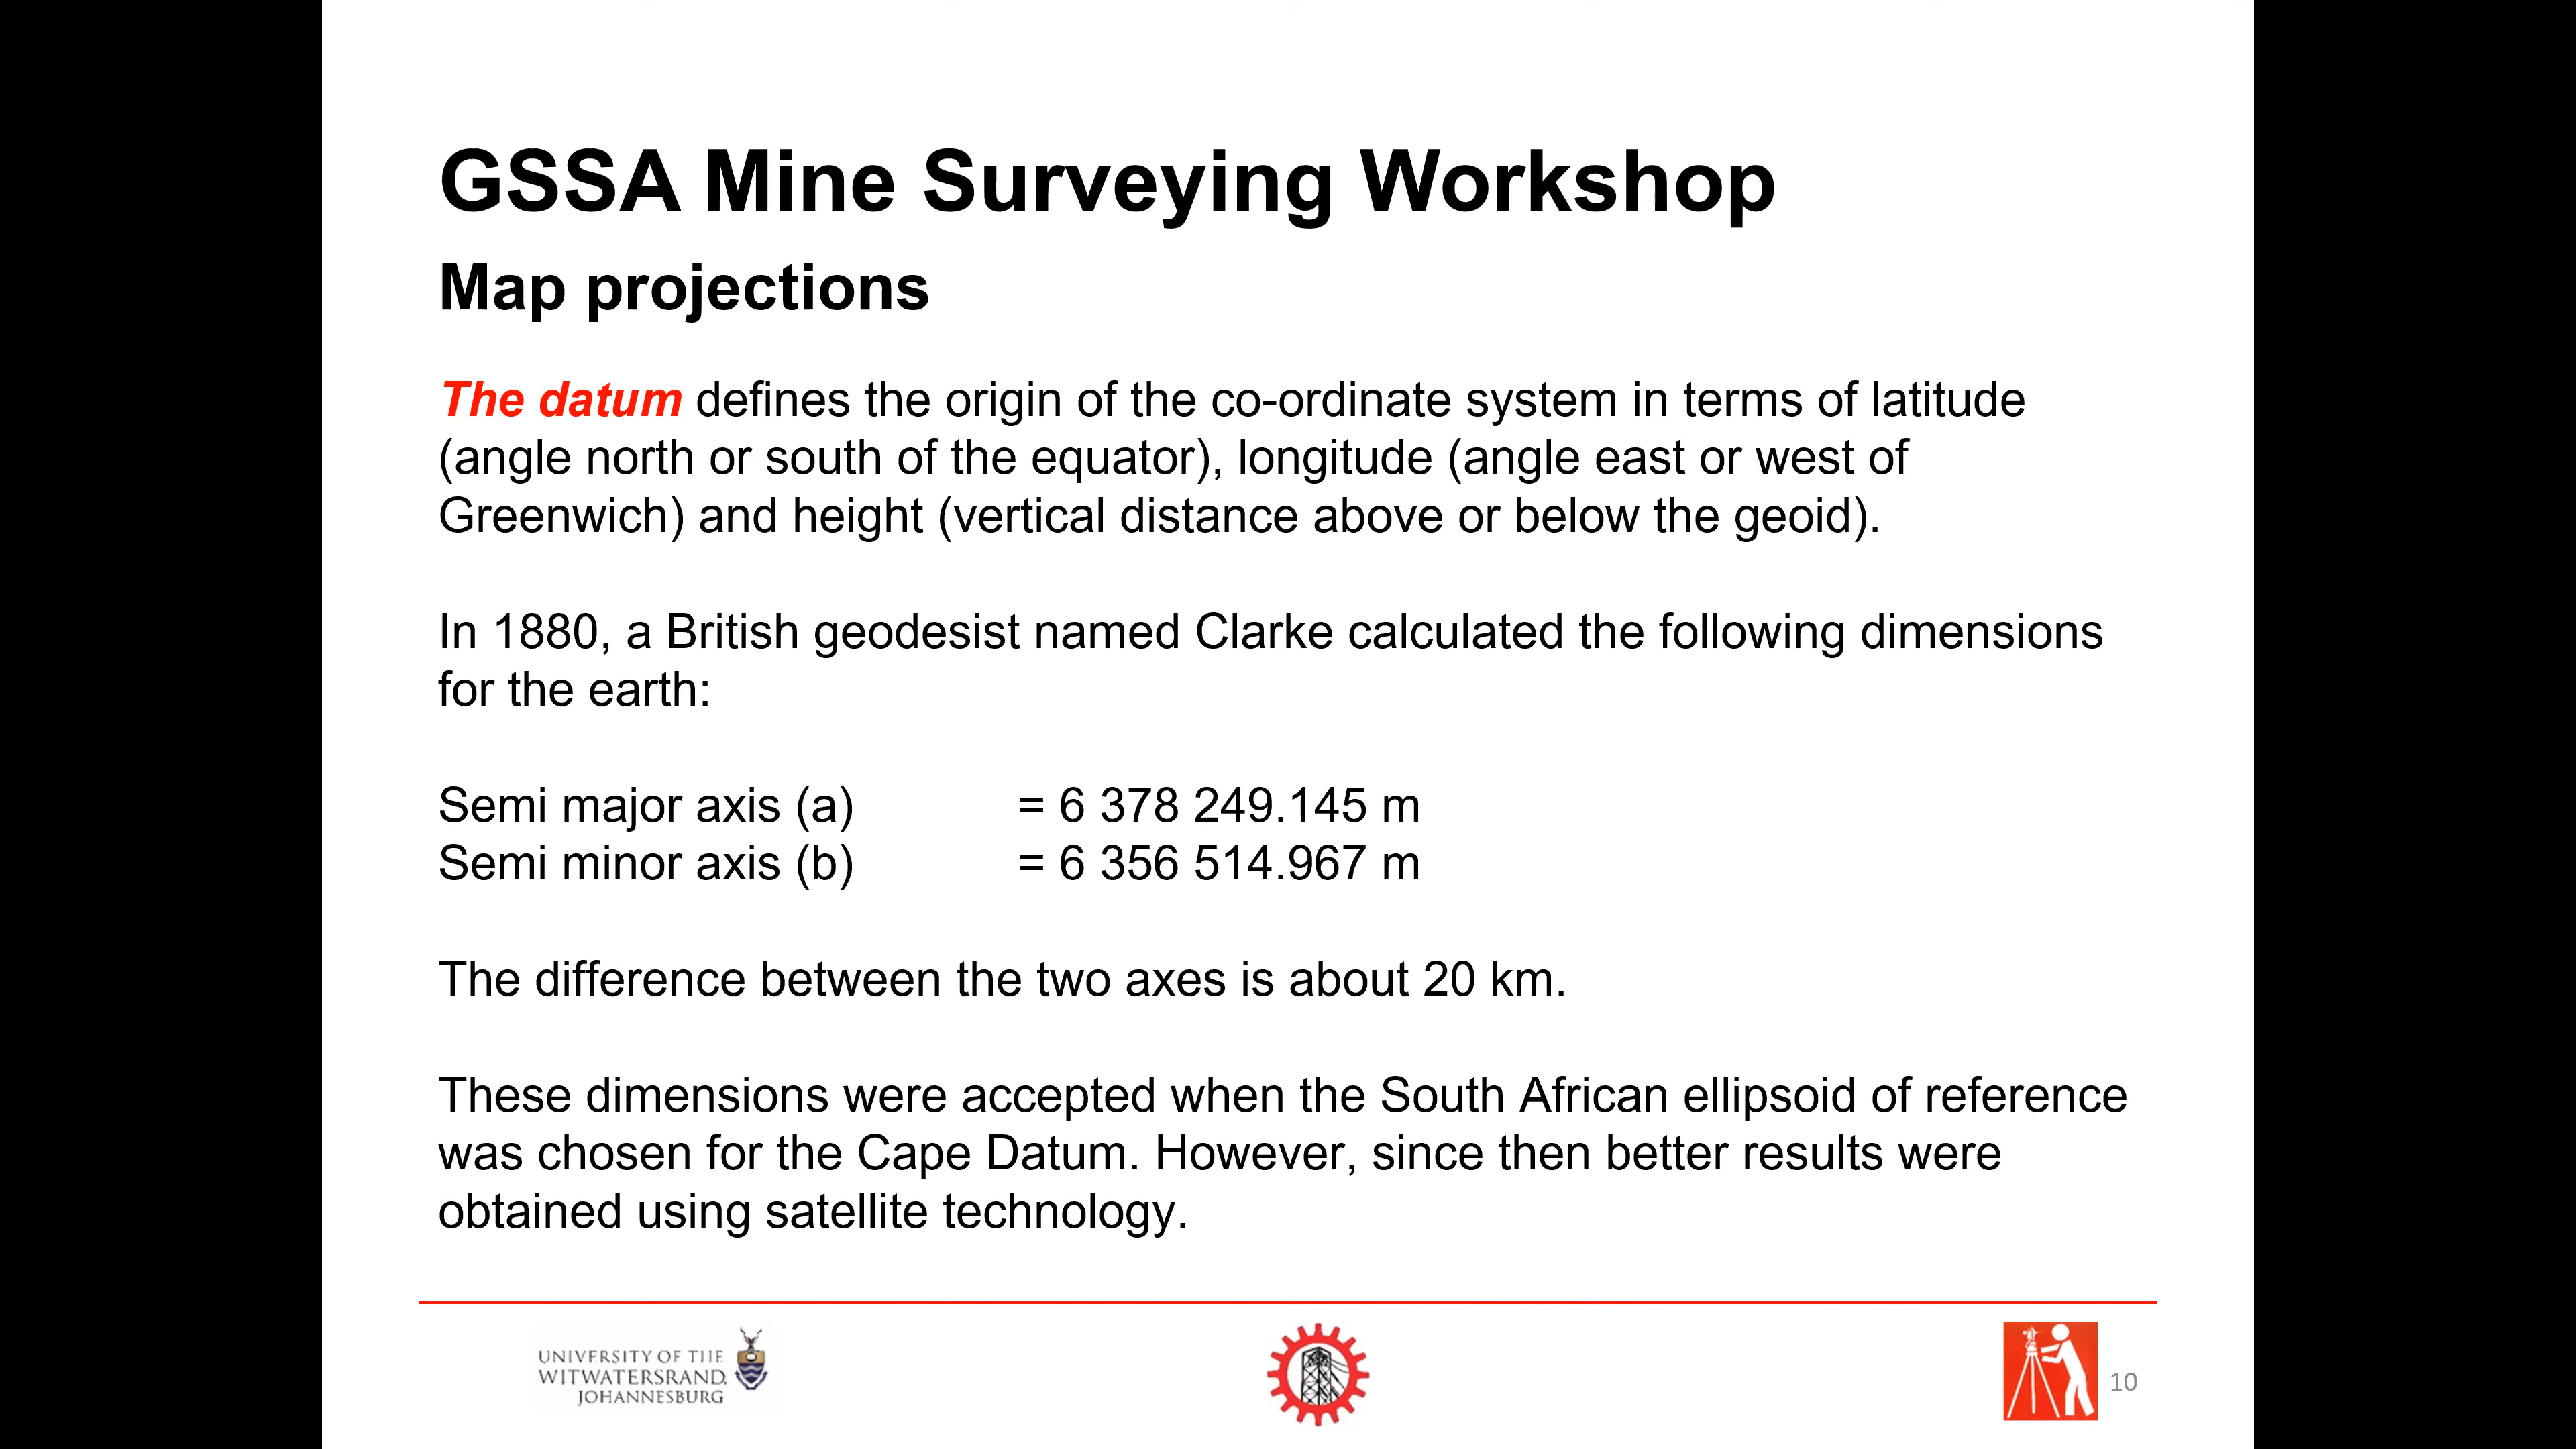 GSSA Mine Surveying Workshop
Map projections
The datum defines the origin of the co-ordinate system in terms of latitude
(angle north or south of the equator), longitude (angle east or west of
Greenwich) and height (vertical distance above or below the geoid).
In 1880, a British geodesist named Clarke calculated the following dimensions
for the earth:
Semi major axis (a) = 6 378 249.145 m
Semi minor axis (b) = 6 356 514.967 m
The difference between the two axes is about 20 km.
These dimensions were accepted when the South African ellipsoid of reference
was chosen for the Cape Datum. However, since then better results were
obtained using satellite technology.
UNIVERSITY OF THE
WITWATERSRAND,
JOHANNESBURG
10